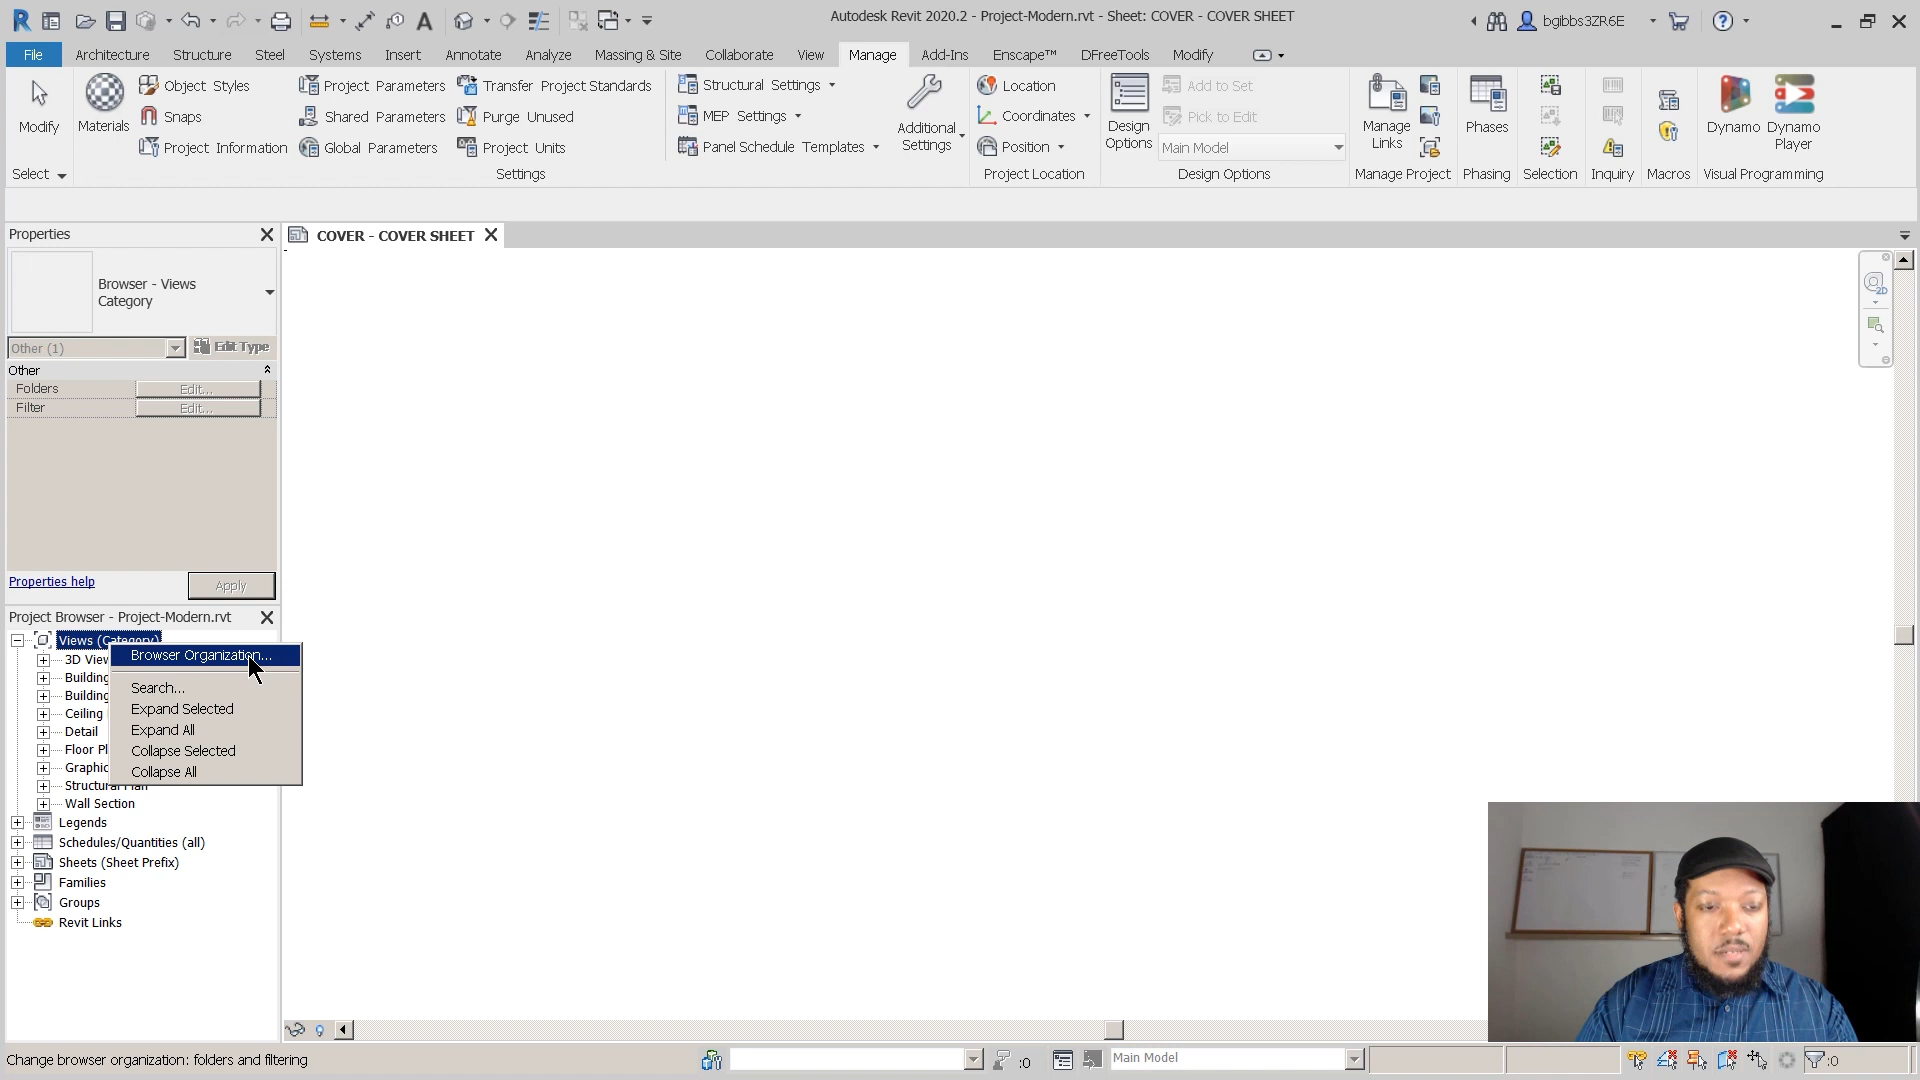 Autodesk Revit 2020.2 - Project-Modern.rvt - Sheet: COVER - COVER SHEET
bgibbs3ZR6E
File Architecture Structure Steel Systems Insert Annotate Analyze Massing & Site Collaborate View Manage Add-Ins Enscape™ DFreeTools Modify
Modify
Materials
Object Styles
Snaps
Project Information
Project Parameters
Shared Parameters
Global Parameters
Transfer Project Standards
Purge Unused
Project Units
Structural Settings
MEP Settings
Panel Schedule Templates
Additional
Settings
Location
Coordinates
Position
Design
Options
Add to Set
Pick to Edit
Main Model
Manage
Links
Phases
Dynamo
Dynamo
Player
Select
Settings
Project Location
Design Options
Manage Project
Phasing
Selection
Inquiry
Macros
Visual Programming
Properties
COVER - COVER SHEET
2D
Browser - Views
Category
Other (1)
Edit Type
Other
Folders Edit...
Filter Edit...
Properties help
Apply
Project Browser - Project-Modern.rvt
Views (Category)
3D View
Building
Building
Ceiling
Detail
Floor Pl
Graphic
Structural Plan
Wall Section
Legends
Schedules/Quantities (all)
Sheets (Sheet Prefix)
Families
Groups
Revit Links
Browser Organization...
Search...
Expand Selected
Expand All
Collapse Selected
Collapse All
Change browser organization: folders and filtering
:0
Main Model
:0